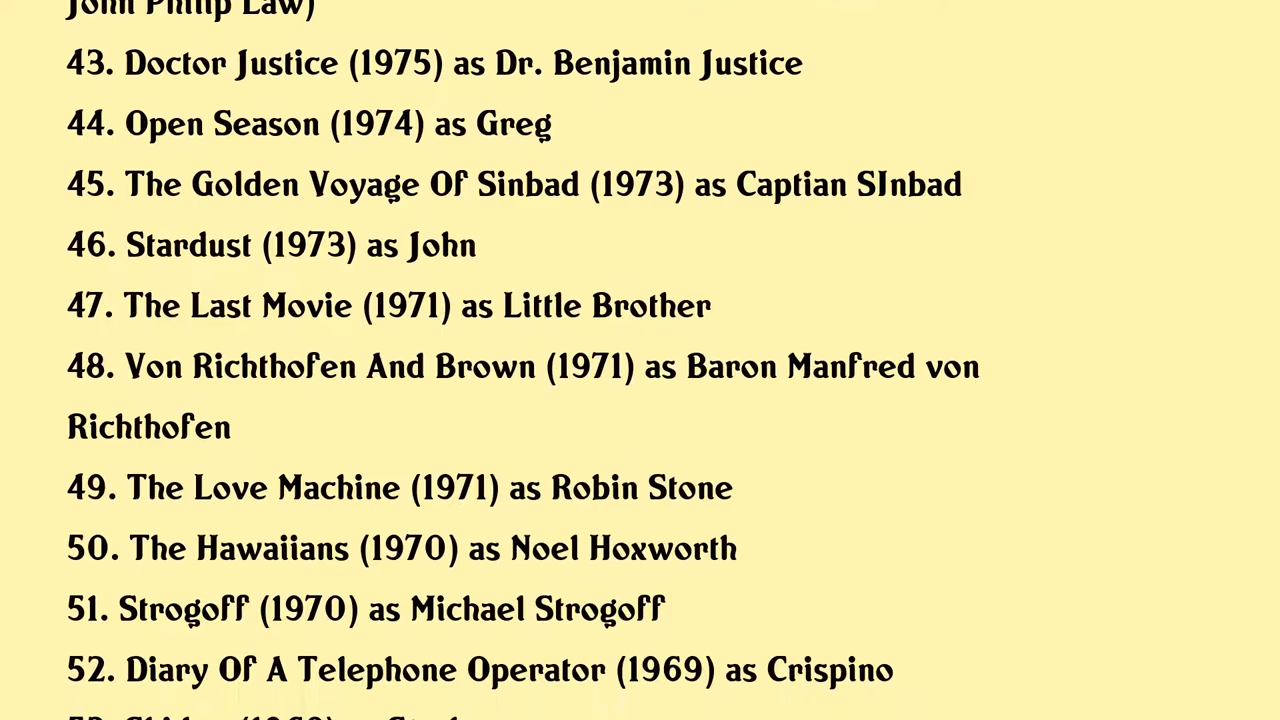 John Philip Law)
43. Doctor Justice (1975) as Dr. Benjamin Justice
44. Open Season (1974) as Greg
45. The Golden Voyage Of Sinbad (1973) as Captian SInbad
46. Stardust (1973) as John
47. The Last Movie (1971) as Little Brother
48. Von Richthofen And Brown (1971) as Baron Manfred von
Richthofen
49. The Love Machine (1971) as Robin Stone
50. The Hawaiians (1970) as Noel Hoxworth
51. Strogoff (1970) as Michael Strogoff
52. Diary Of A Telephone Operator (1969) as Crispino